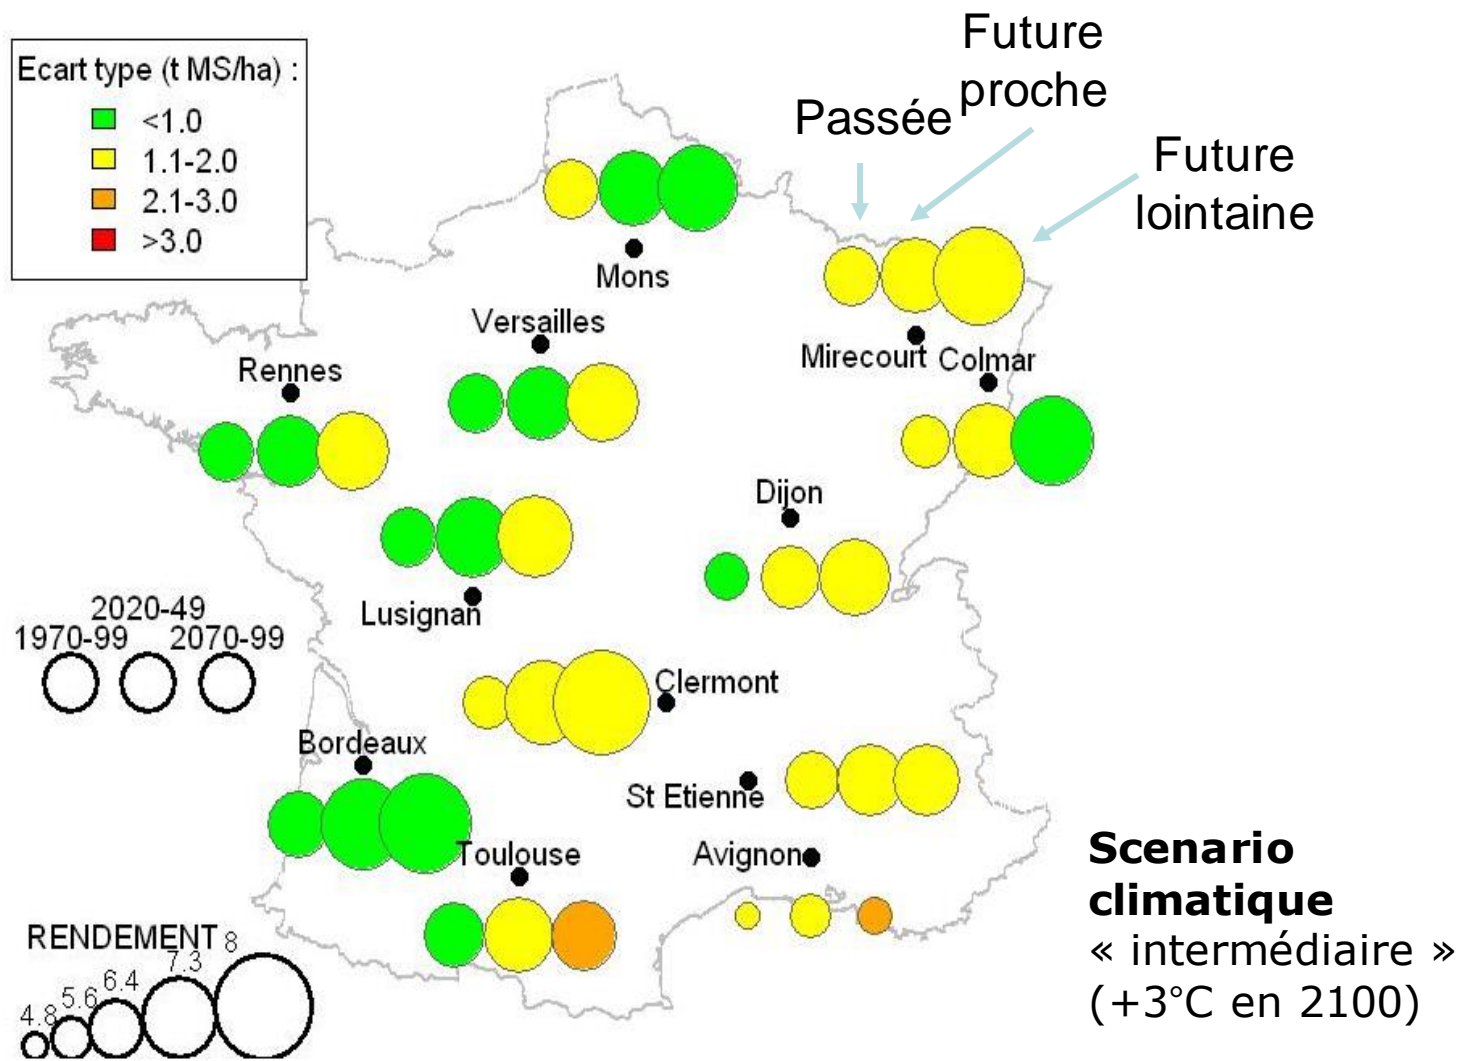 Ecart type (t MS/ha) :
<1.0
1.1-2.0
2.1-3.0
>3.0
Future
proche
Passée
Future
lointaine
Mons
Versailles
Rennes
Mirecourt
Colmar
Dijon
Lusignan
2020-49
1970-99
2070-99
Clermont
Bordeaux
St Etienne
Toulouse
Avignon
RENDEMENT
4.8
5.6
6.4
7.3
8
Scenario
climatique
« intermédiaire »
(+3°C en 2100)